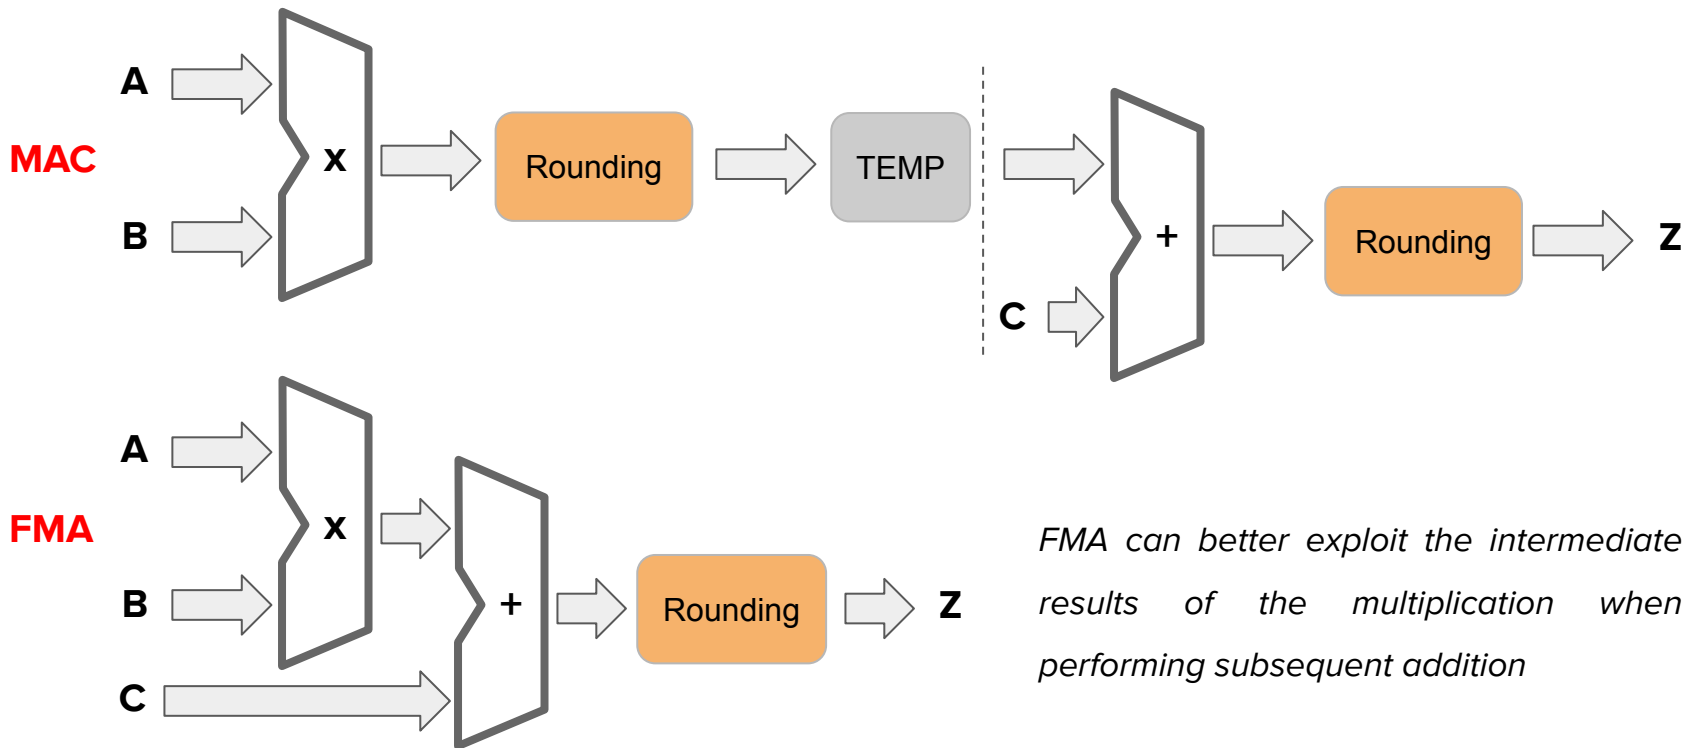 A
MAC
x
Rounding
TEMP
B
+
Rounding
Z
C
A
FMA
x
B
+
Rounding
Z
C
FMA can better exploit the intermediate
results of the multiplication when
performing subsequent addition